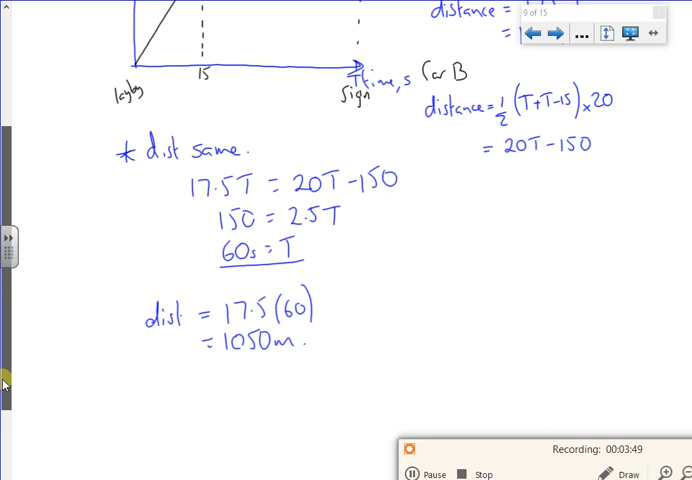 distance =
=
9 of 15
15
Time, s
layby
Sign
Car B
distance = 1/2 (T+T-15) × 20
= 20T - 150
* dist same.
17.5T = 20T - 150
150 = 2.5T
60s = T
dist = 17.5(60)
= 1050m.
Recording: 00:03:49
Pause
Stop
Draw